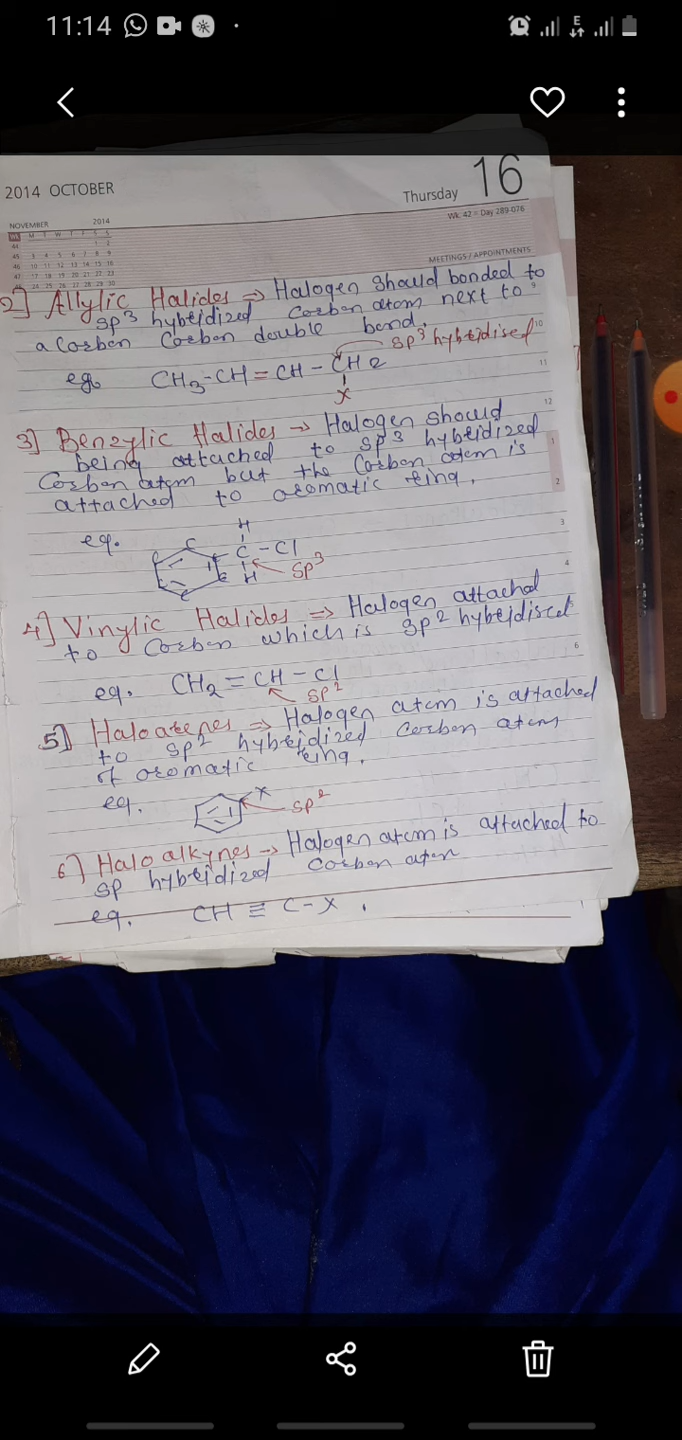 11:14
E
2014 OCTOBER
Thursday 16
Wk. 42 = Day 289-076
NOVEMBER 2014
MEETINGS / APPOINTMENTS
2] Allylic Halides ⇒ Halogen should bonded to
sp³ hybridized Carbon atom next to
a Carbon Carbon double bond.
sp³ hybridised
eg. CH3-CH=CH-CH2
X
3] Benzylic Halides → Halogen should
being attached to sp³ hybridized
Carbon atom but the Carbon atom is
attached to aromatic ring.
eg.
H
C-Cl
H
Sp³
4] Vinylic Halides ⇒ Halogen attached
to Carbon which is sp² hybridised
eg. CH2=CH-Cl
sp²
5] Haloarenes ⇒ Halogen atom is attached
to sp² hybridized Carbon atom
of aromatic ring.
eg.
X
sp²
6] Halo alkynes → Halogen atom is attached to
sp hybridized Carbon atom
eg. CH ≡ C-X .